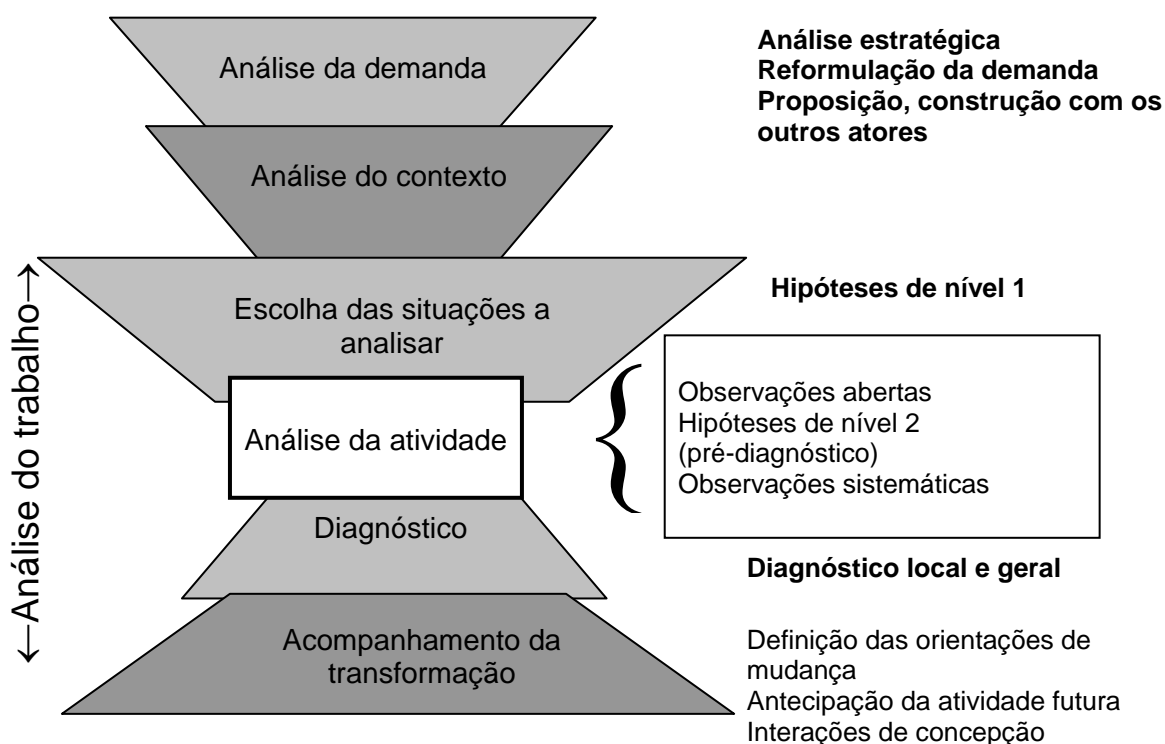 Análise da demanda
Análise estratégica
Reformulação da demanda
Proposição, construção com os
outros atores
Análise do contexto
←Análise do trabalho→
Escolha das situações a
analisar
Hipóteses de nível 1
Análise da atividade
{
Observações abertas
Hipóteses de nível 2
(pré-diagnóstico)
Observações sistemáticas
Diagnóstico
Diagnóstico local e geral
Acompanhamento da
transformação
Definição das orientações de
mudança
Antecipação da atividade futura
Interações de concepção